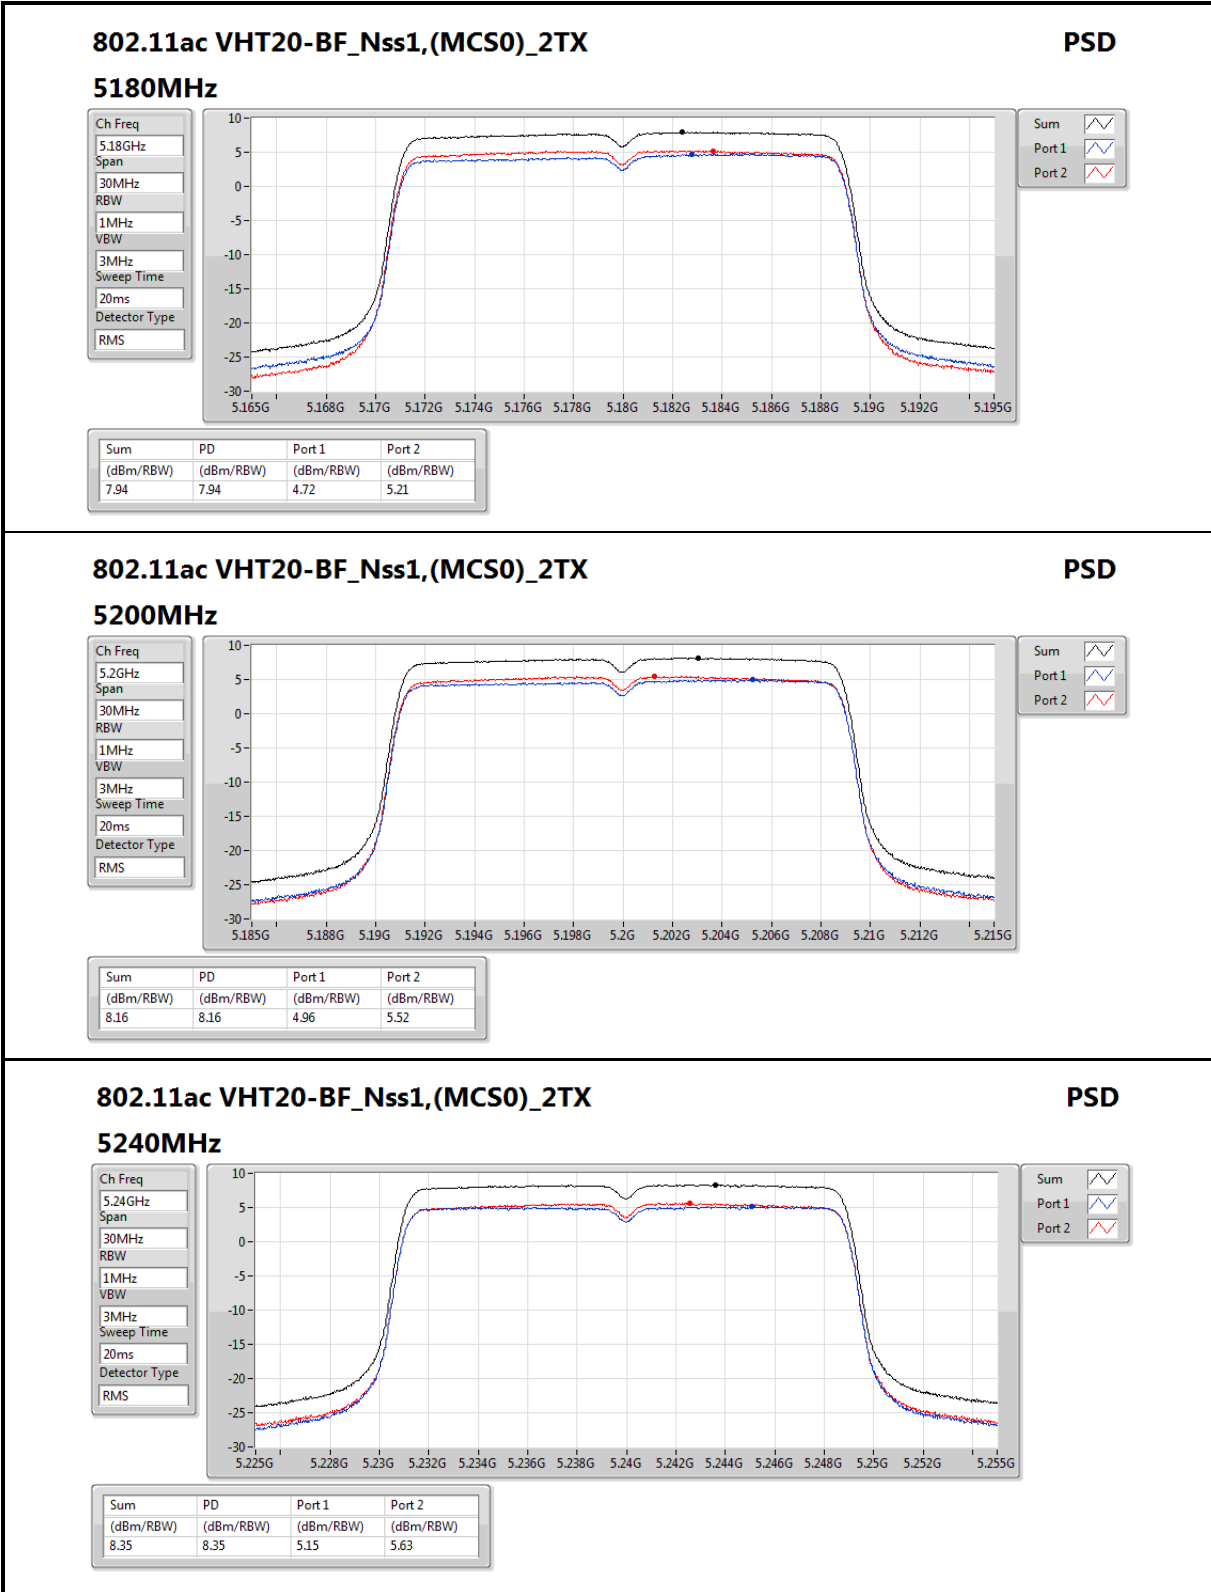 802.11ac VHT20-BF_Nss1,(MCS0)_2TX PSD
5180MHz
Ch Freq
5.18GHz
Span
30MHz
RBW
1MHz
VBW
3MHz
Sweep Time
20ms
Detector Type
RMS
10
5
0
-5
-10
-15
-20
-25
-30
5.165G 5.168G 5.17G 5.172G 5.174G 5.176G 5.178G 5.18G 5.182G 5.184G 5.186G 5.188G 5.19G 5.192G 5.195G
Sum
Port 1
Port 2
Sum PD Port 1 Port 2
(dBm/RBW) (dBm/RBW) (dBm/RBW) (dBm/RBW)
7.94 7.94 4.72 5.21
802.11ac VHT20-BF_Nss1,(MCS0)_2TX PSD
5200MHz
Ch Freq
5.2GHz
Span
30MHz
RBW
1MHz
VBW
3MHz
Sweep Time
20ms
Detector Type
RMS
10
5
0
-5
-10
-15
-20
-25
-30
5.185G 5.188G 5.19G 5.192G 5.194G 5.196G 5.198G 5.2G 5.202G 5.204G 5.206G 5.208G 5.21G 5.212G 5.215G
Sum
Port 1
Port 2
Sum PD Port 1 Port 2
(dBm/RBW) (dBm/RBW) (dBm/RBW) (dBm/RBW)
8.16 8.16 4.96 5.52
802.11ac VHT20-BF_Nss1,(MCS0)_2TX PSD
5240MHz
Ch Freq
5.24GHz
Span
30MHz
RBW
1MHz
VBW
3MHz
Sweep Time
20ms
Detector Type
RMS
10
5
0
-5
-10
-15
-20
-25
-30
5.225G 5.228G 5.23G 5.232G 5.234G 5.236G 5.238G 5.24G 5.242G 5.244G 5.246G 5.248G 5.25G 5.252G 5.255G
Sum
Port 1
Port 2
Sum PD Port 1 Port 2
(dBm/RBW) (dBm/RBW) (dBm/RBW) (dBm/RBW)
8.35 8.35 5.15 5.63